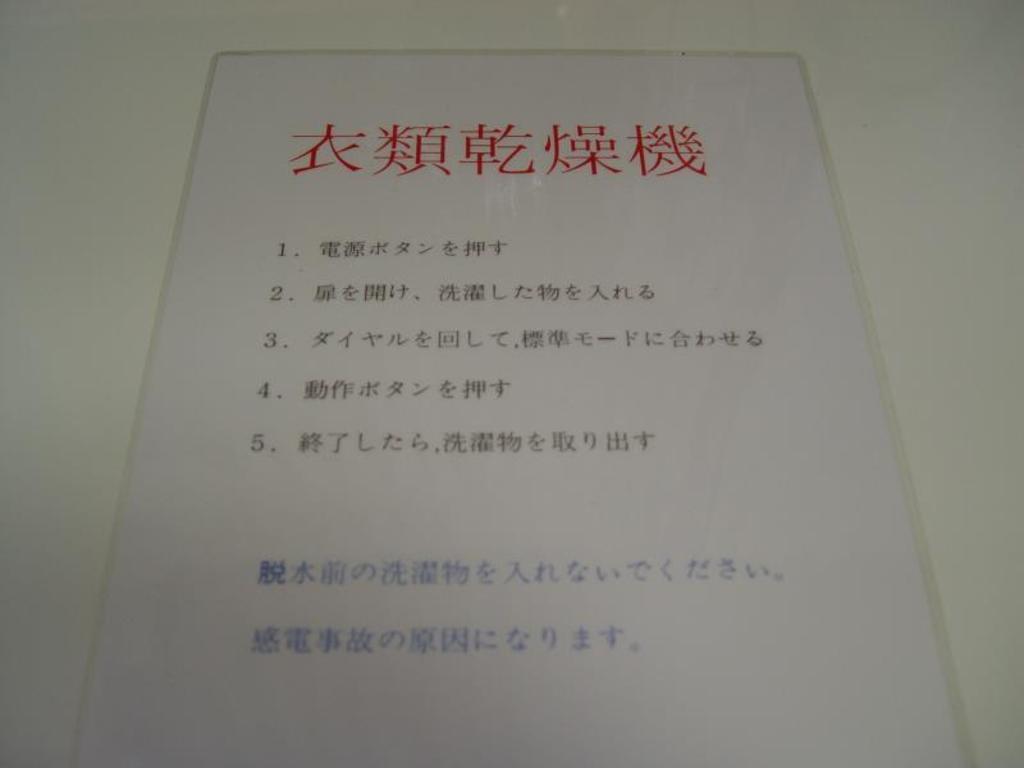 衣類乾燥機
1．電源ボタンを押す
2．扉を開け、洗濯した物を入れる
3．ダイヤルを回して,標準モードに合わせる
4．動作ボタンを押す
5．終了したら,洗濯物を取り出す
脱水前の洗濯物を入れないでください。
感電事故の原因になります。